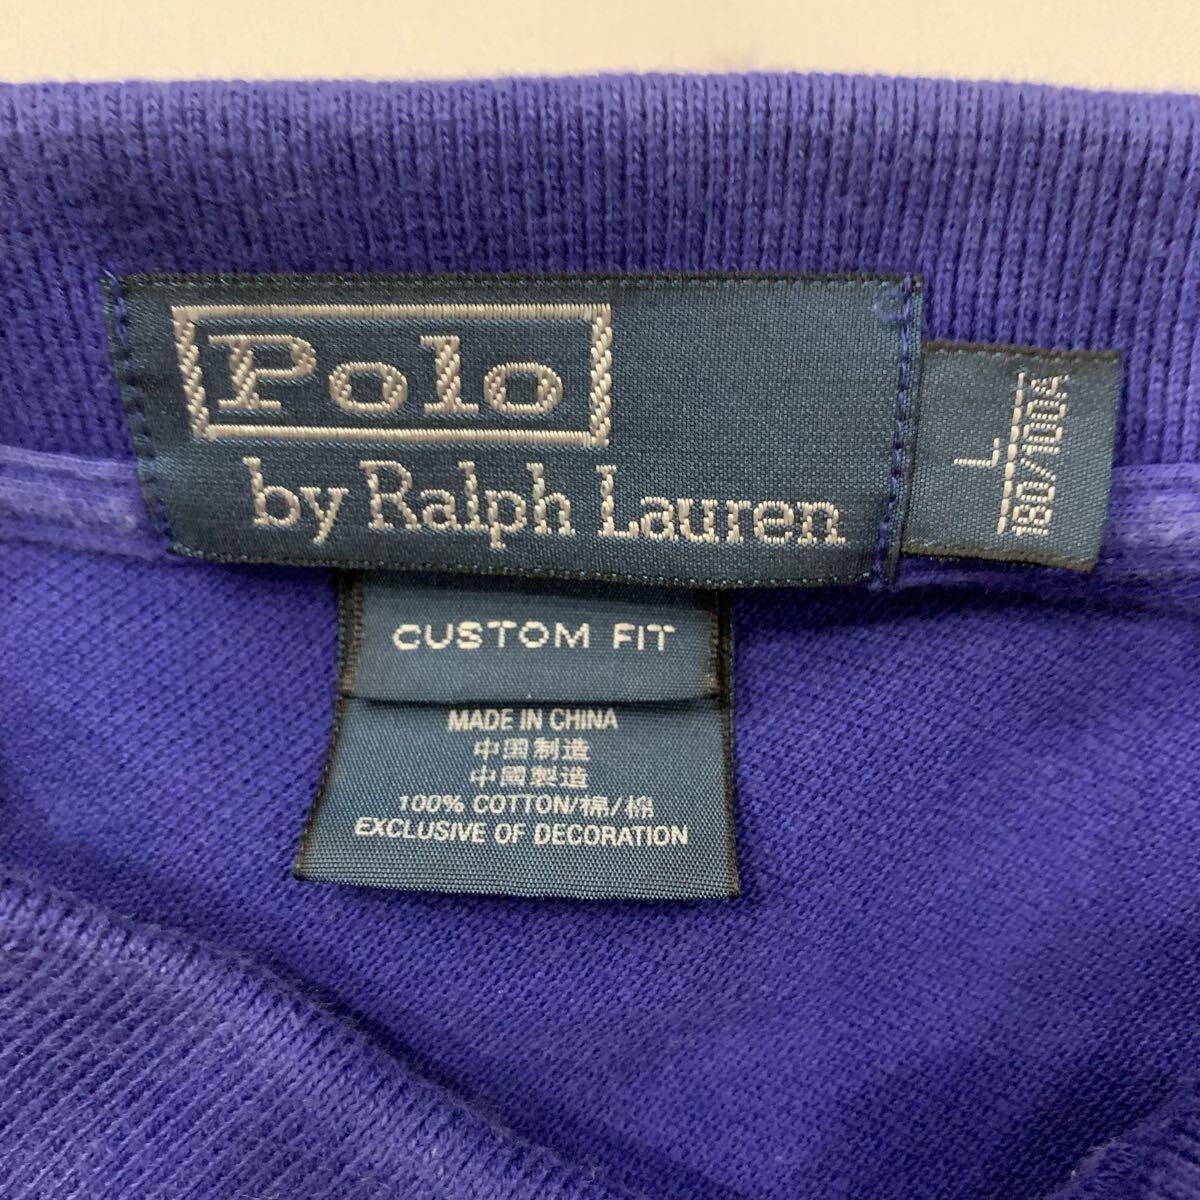 Polo
by Ralph Lauren
L
180/100A
CUSTOM FIT
MADE IN CHINA
中国制造
中國製造
100% COTTON/棉/棉
EXCLUSIVE OF DECORATION